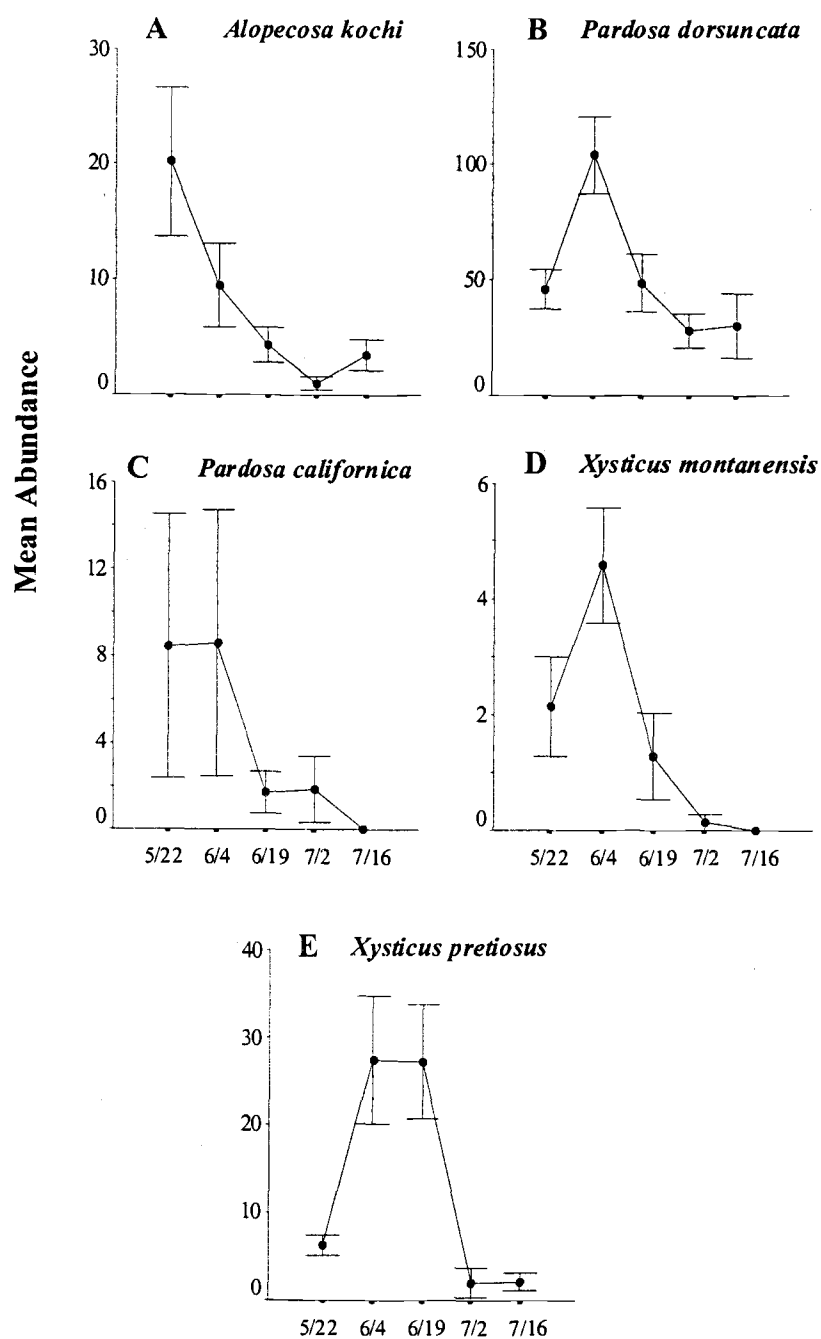 A Alopecosa kochi
30
20
10
0
B Pardosa dorsuncata
150
100
50
0
Mean Abundance
C Pardosa californica
16
12
8
4
0
5/22 6/4 6/19 7/2 7/16
D Xysticus montanensis
6
4
2
0
5/22 6/4 6/19 7/2 7/16
E Xysticus pretiosus
40
30
20
10
0
5/22 6/4 6/19 7/2 7/16